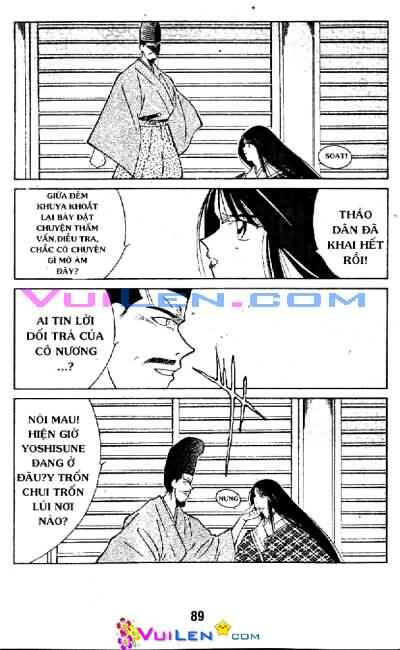 SOẠT!
GIỮA ĐÊM
KHUYA KHOẮT
LẠI BÀY ĐẶT
CHUYỆN THẨM
VẤN,ĐIỀU TRA,
CHẮC CÓ CHUYỆN
GÌ MỜ ÁM
ĐÂY?
THẢO
DÂN ĐÃ
KHAI HẾT
RỒI!
VuiLen.com
AI TIN LỜI
DỐI TRÁ CỦA
CÔ NƯƠNG
...?
NÓI MAU!
HIỆN GIỜ
YOSHISUNE
ĐANG Ở
ĐÂU?Y TRỐN
CHUI TRỐN
LỦI NƠI
NÀO?
NƯNG
89
VuiLen.com